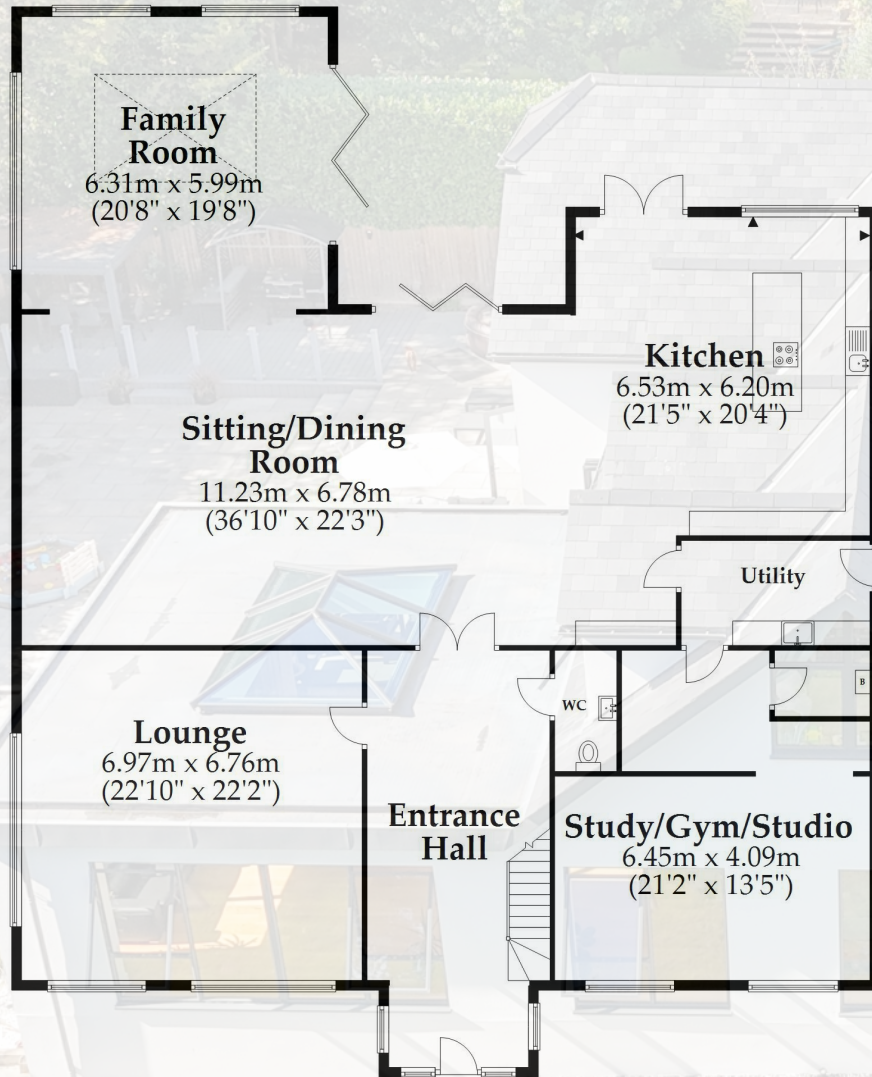 Family
Room
6.31m x 5.99m
(20'8" x 19'8")
Kitchen
6.53m x 6.20m
(21'5" x 20'4")
Sitting/Dining
Room
11.23m x 6.78m
(36'10" x 22'3")
Utility
WC
B
Lounge
6.97m x 6.76m
(22'10" x 22'2")
Entrance
Hall
Study/Gym/Studio
6.45m x 4.09m
(21'2" x 13'5")